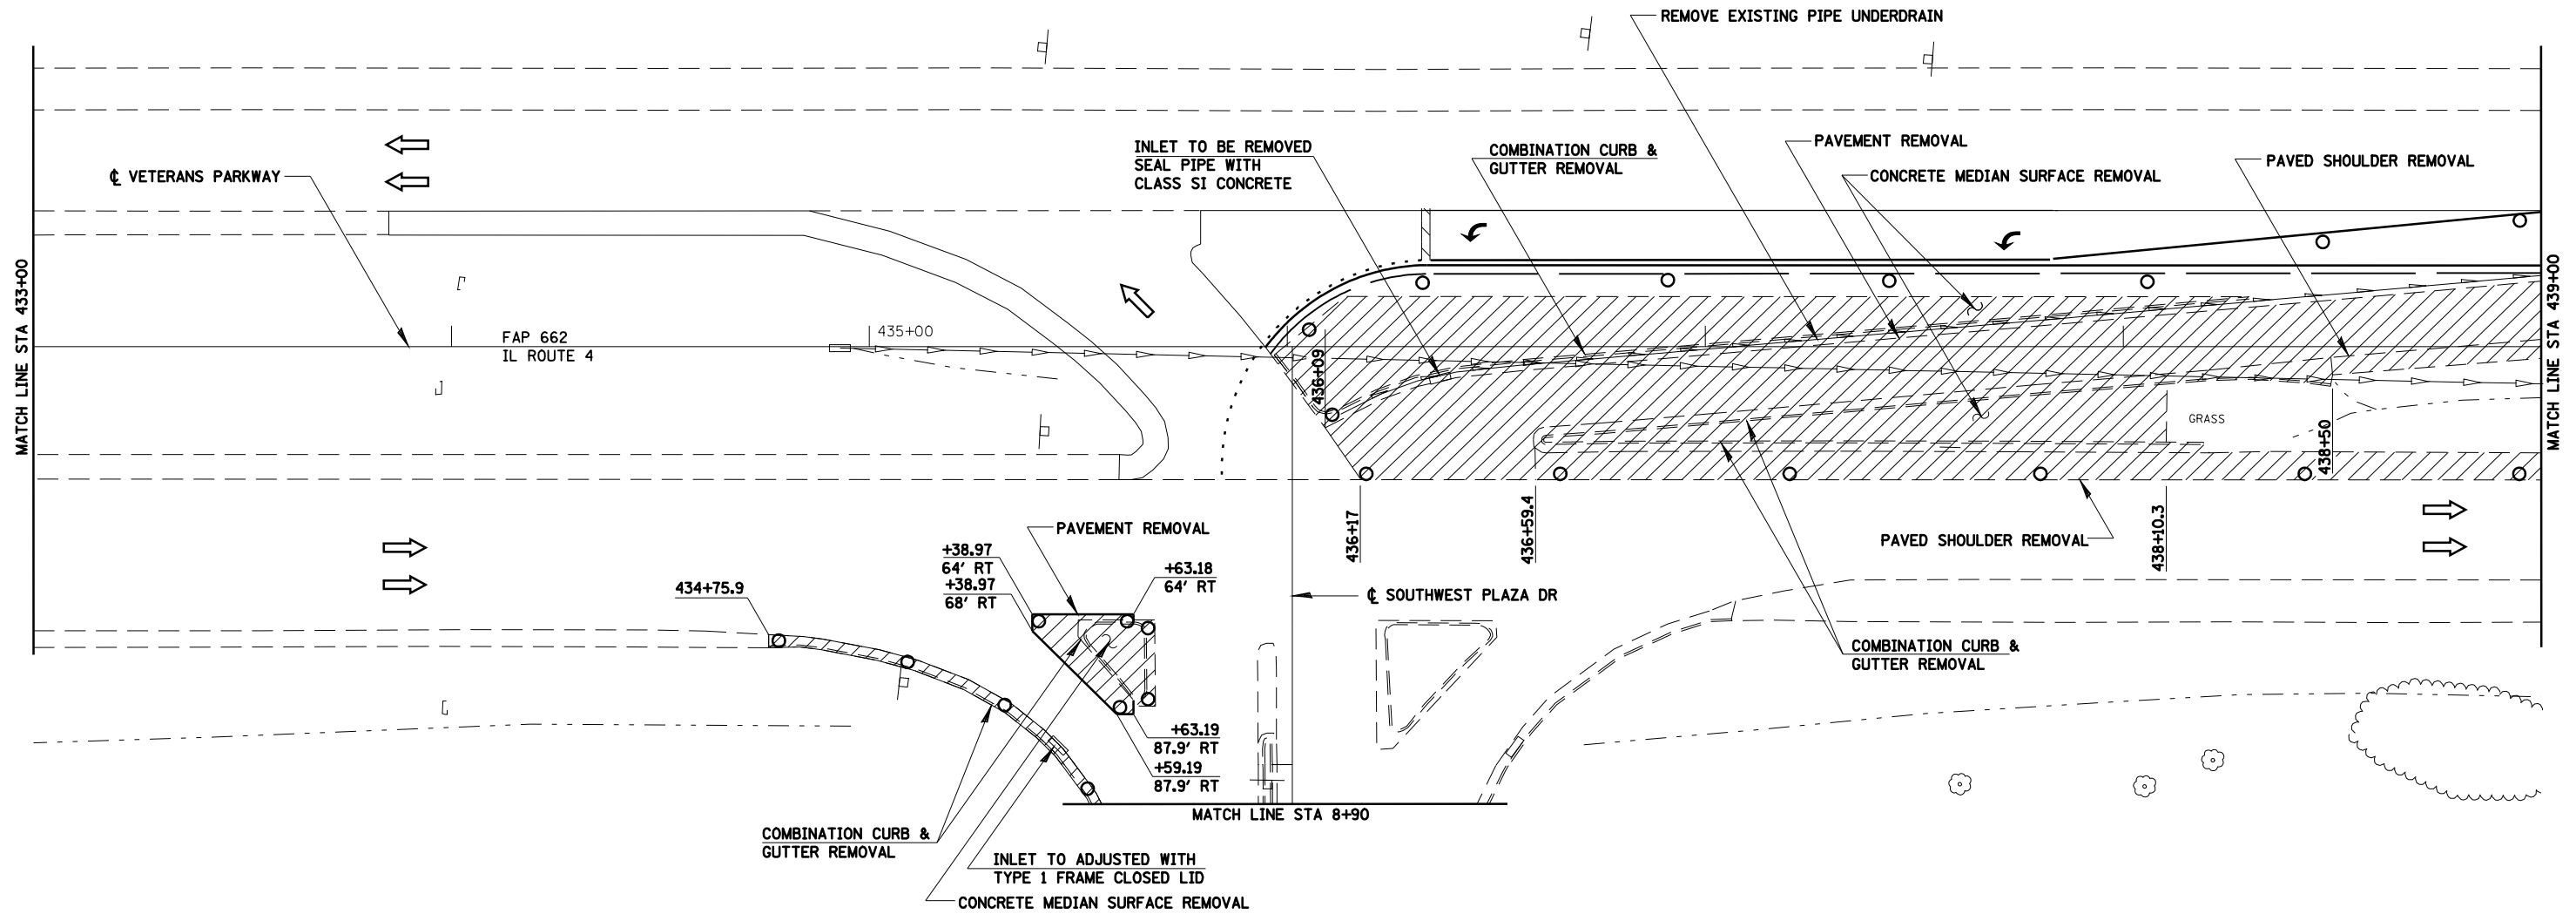 REMOVE EXISTING PIPE UNDERDRAIN
INLET TO BE REMOVED
SEAL PIPE WITH
CLASS SI CONCRETE
COMBINATION CURB &
GUTTER REMOVAL
PAVEMENT REMOVAL
CONCRETE MEDIAN SURFACE REMOVAL
PAVED SHOULDER REMOVAL
℄ VETERANS PARKWAY
MATCH LINE STA 433+00
MATCH LINE STA 439+00
FAP 662
IL ROUTE 4
435+00
436+09
GRASS
438+50
436+17
436+59.4
438+10.3
PAVED SHOULDER REMOVAL
PAVEMENT REMOVAL
+38.97
64' RT
+38.97
68' RT
+63.18
64' RT
434+75.9
℄ SOUTHWEST PLAZA DR
COMBINATION CURB &
GUTTER REMOVAL
+63.19
87.9' RT
+59.19
87.9' RT
MATCH LINE STA 8+90
COMBINATION CURB &
GUTTER REMOVAL
INLET TO ADJUSTED WITH
TYPE 1 FRAME CLOSED LID
CONCRETE MEDIAN SURFACE REMOVAL